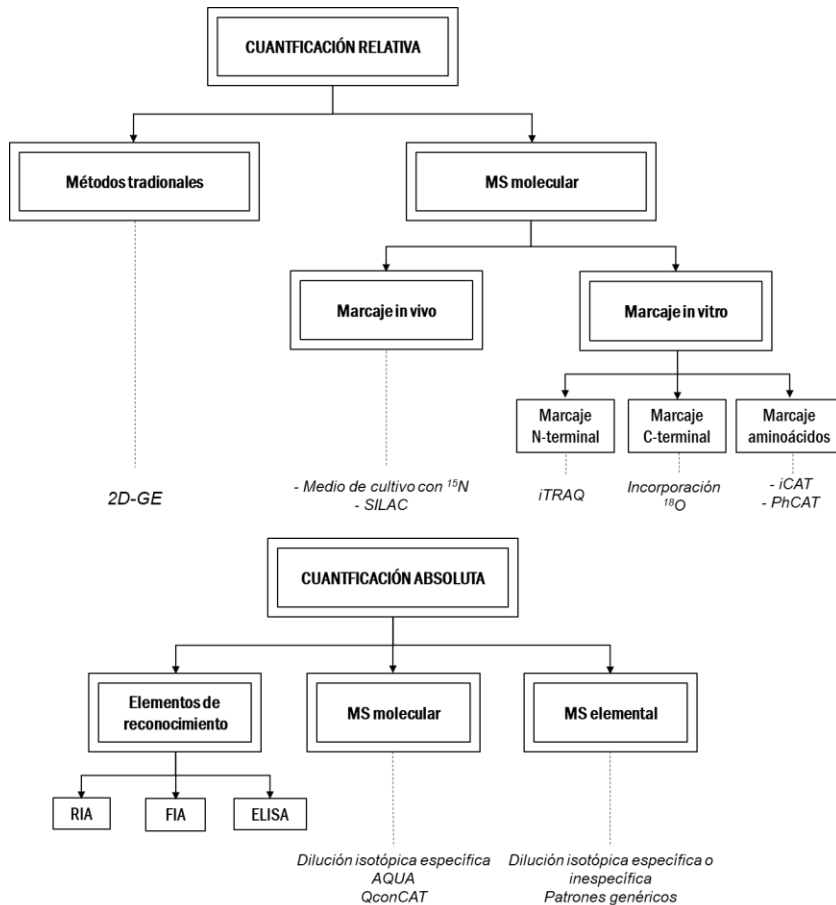 CUANTFICACIÓN RELATIVA
Métodos tradionales
MS molecular
Marcaje in vivo
Marcaje in vitro
Marcaje
N-terminal
Marcaje
C-terminal
Marcaje
aminoácidos
2D-GE
- Medio de cultivo con ¹⁵N
- SILAC
iTRAQ
Incorporación
¹⁸O
- iCAT
- PhCAT
CUANTFICACIÓN ABSOLUTA
Elementos de
reconocimiento
MS molecular
MS elemental
RIA
FIA
ELISA
Dilución isotópica específica
AQUA
QconCAT
Dilución isotópica específica o
inespecífica
Patrones genéricos